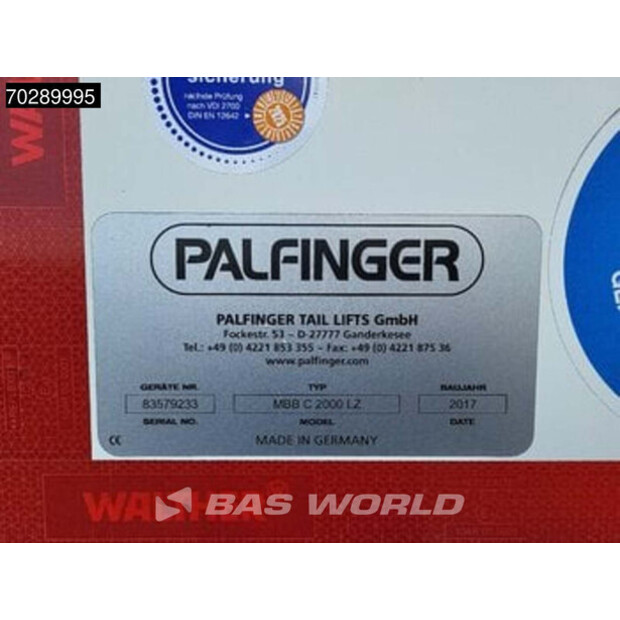 70289995
Sicherung
nächste Prüfung
nach VDI 2700
DIN EN 12642
PALFINGER
PALFINGER TAIL LIFTS GmbH
Fockestr. 53 – D-27777 Ganderkesee
Tel.: +49 (0) 4221 853 355 – Fax: +49 (0) 4221 875 36
www.palfinger.com
GERÄTE NR. TYP BAUJAHR
83579233 MBB C 2000 LZ 2017
SERIAL NO. MODEL DATE
CE MADE IN GERMANY
BAS WORLD